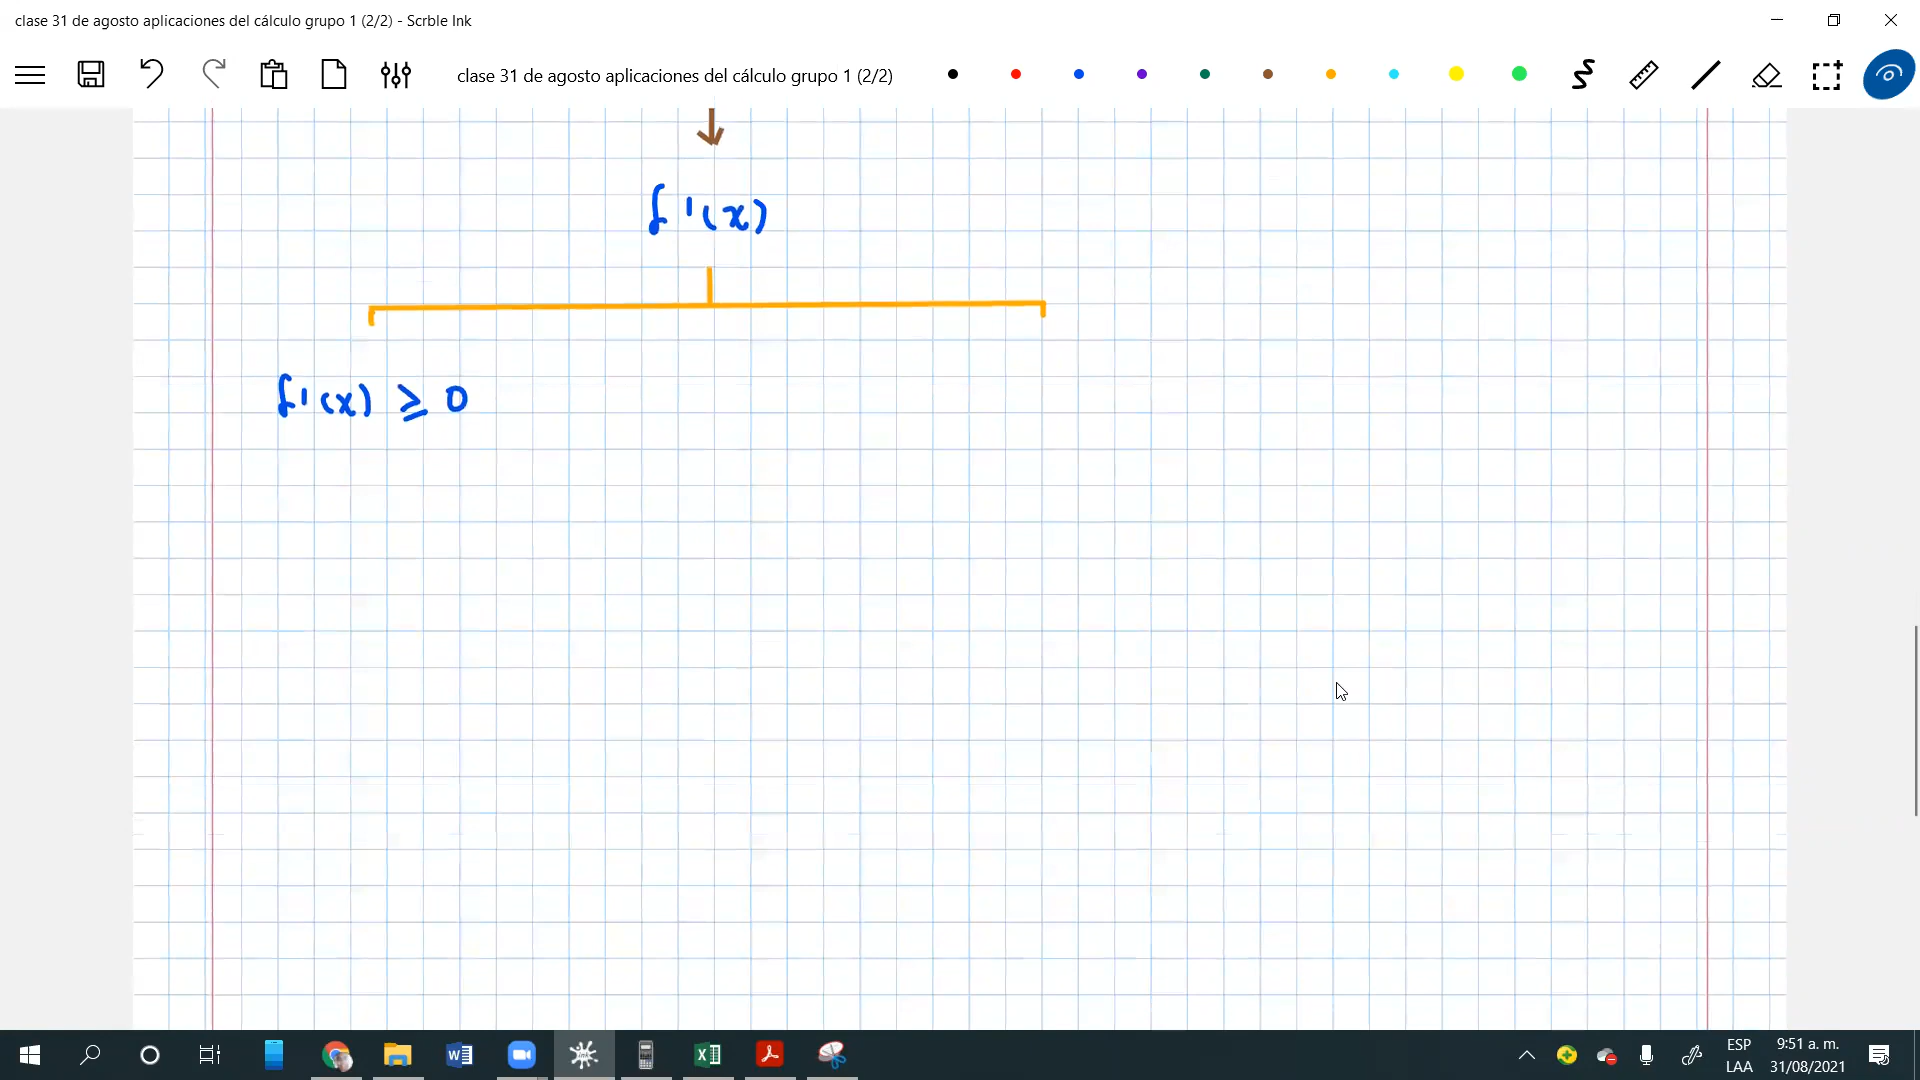 clase 31 de agosto aplicaciones del cálculo grupo 1 (2/2) - Scrble Ink
clase 31 de agosto aplicaciones del cálculo grupo 1 (2/2)
f'(x)
f'(x) ≥ 0
ESP
LAA
9:51 a. m.
31/08/2021